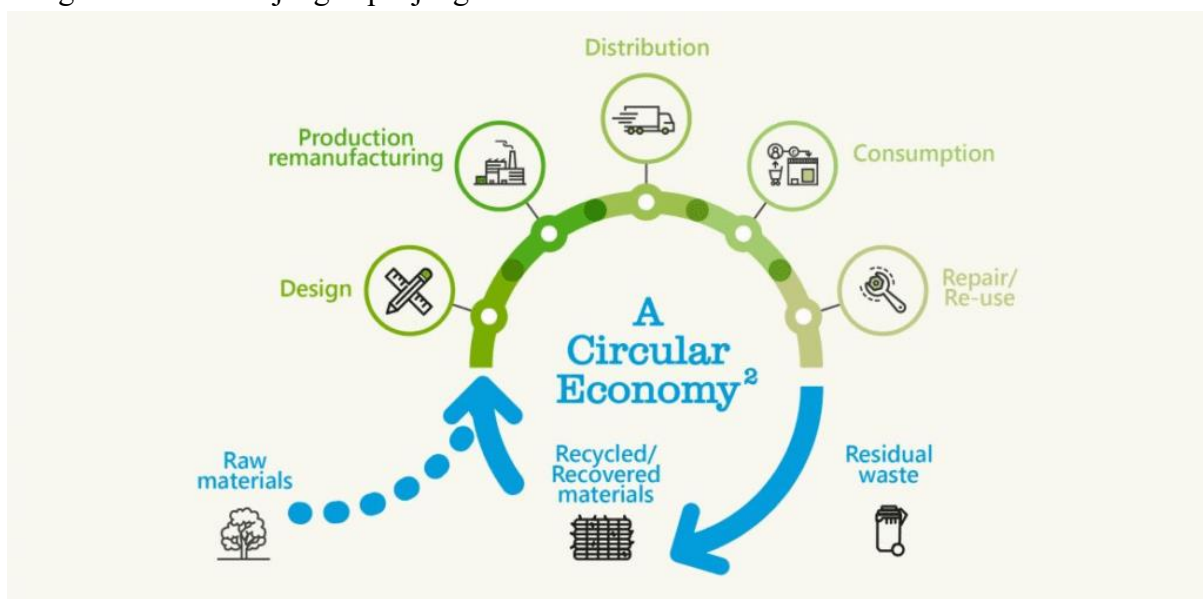 Distribution
Production
remanufacturing
Consumption
Design
Repair/
Re-use
A
Circular
Economy²
Raw
materials
Recycled/
Recovered
materials
Residual
waste